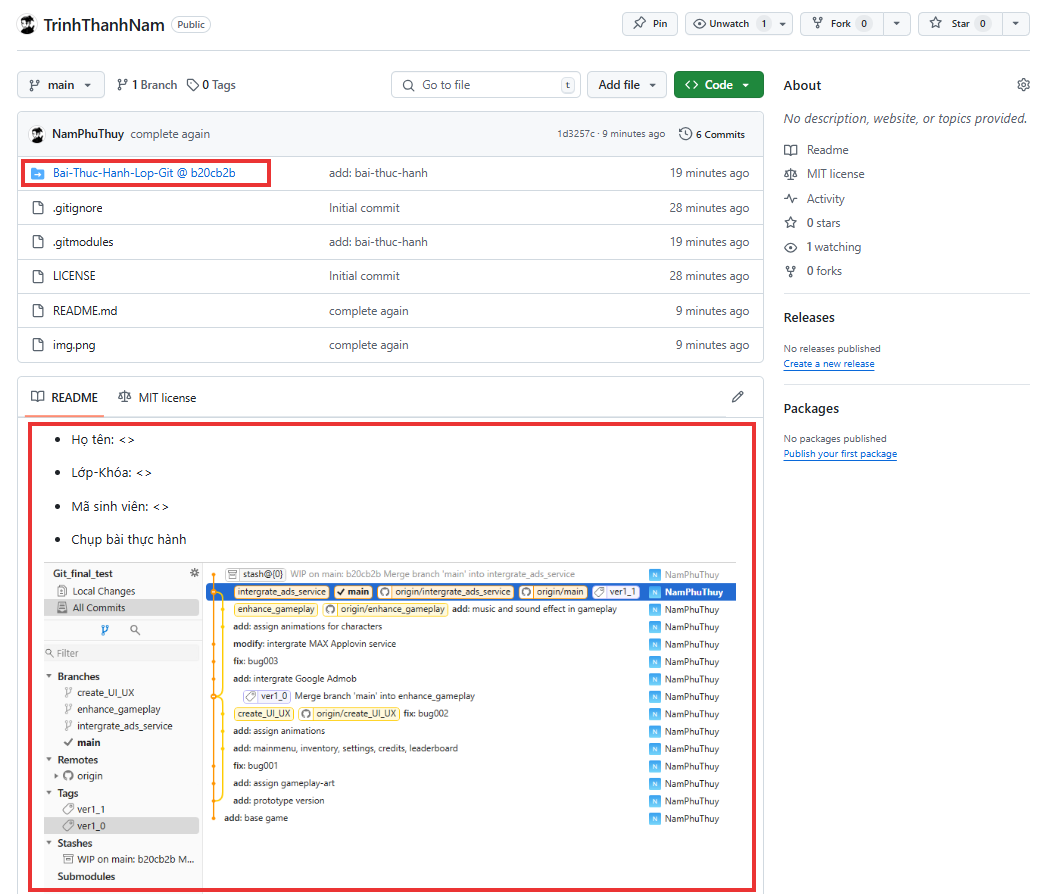 TrinhThanhNam Public
Pin Unwatch 1 Fork 0 Star 0
main 1 Branch 0 Tags Go to file t Add file Code
NamPhuThuy complete again 1d3257c · 9 minutes ago 6 Commits
Bai-Thuc-Hanh-Lop-Git @ b20cb2b add: bai-thuc-hanh 19 minutes ago
.gitignore Initial commit 28 minutes ago
.gitmodules add: bai-thuc-hanh 19 minutes ago
LICENSE Initial commit 28 minutes ago
README.md complete again 9 minutes ago
img.png complete again 9 minutes ago
About
No description, website, or topics provided.
Readme
MIT license
Activity
0 stars
1 watching
0 forks
Releases
No releases published
Create a new release
Packages
No packages published
Publish your first package
README MIT license
Họ tên: <>
Lớp-Khóa: <>
Mã sinh viên: <>
Chụp bài thực hành
Git_final_test
Local Changes
All Commits
Filter
Branches
create_UI_UX
enhance_gameplay
intergrate_ads_service
main
Remotes
origin
Tags
ver1_1
ver1_0
Stashes
WIP on main: b20cb2b M...
Submodules
stash@{0} WIP on main: b20cb2b Merge branch 'main' into intergrate_ads_service N NamPhuThuy
intergrate_ads_service main origin/intergrate_ads_service origin/main ver1_1 N NamPhuThuy
enhance_gameplay origin/enhance_gameplay add: music and sound effect in gameplay N NamPhuThuy
add: assign animations for characters N NamPhuThuy
modify: intergrate MAX Applovin service N NamPhuThuy
fix: bug003 N NamPhuThuy
add: intergrate Google Admob N NamPhuThuy
ver1_0 Merge branch 'main' into enhance_gameplay N NamPhuThuy
create_UI_UX origin/create_UI_UX fix: bug002 N NamPhuThuy
add: assign animations N NamPhuThuy
add: mainmenu, inventory, settings, credits, leaderboard N NamPhuThuy
fix: bug001 N NamPhuThuy
add: assign gameplay-art N NamPhuThuy
add: prototype version N NamPhuThuy
add: base game N NamPhuThuy